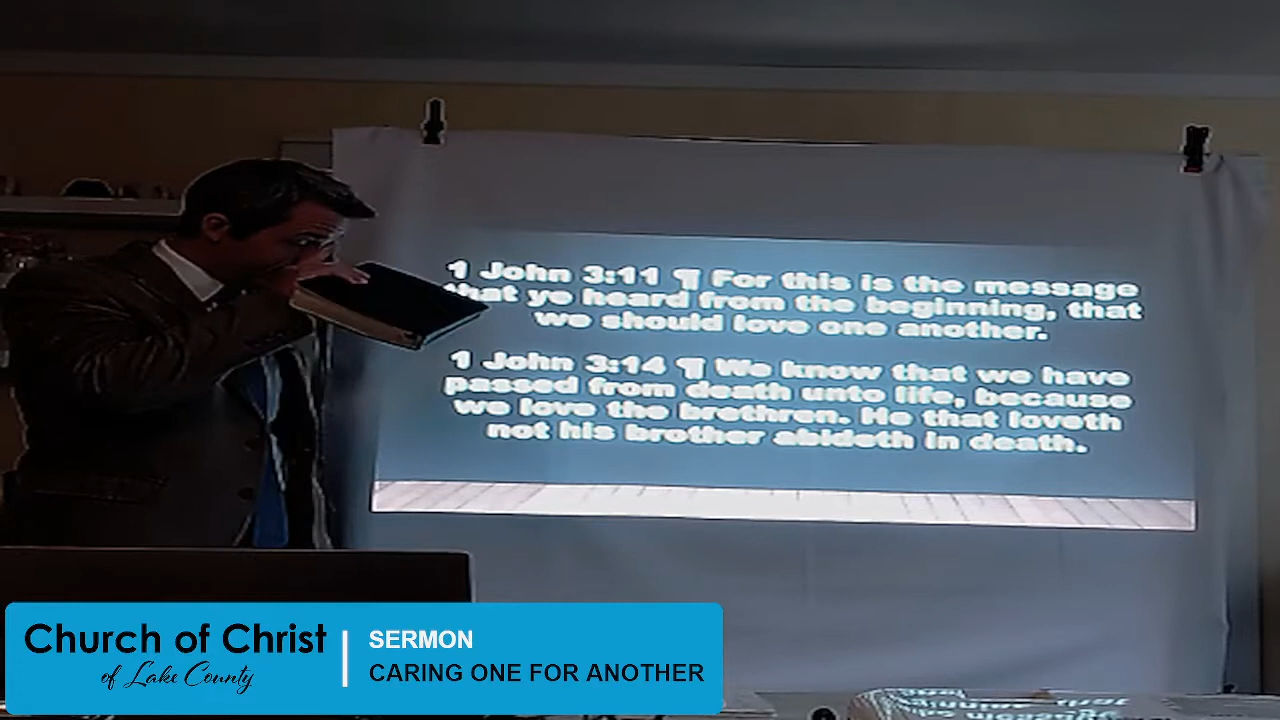 1 John 3:11 ¶ For this is the message
that ye heard from the beginning, that
we should love one another.
1 John 3:14 ¶ We know that we have
passed from death unto life, because
we love the brethren. He that loveth
not his brother abideth in death.
Church of Christ
of Lake County
SERMON
CARING ONE FOR ANOTHER